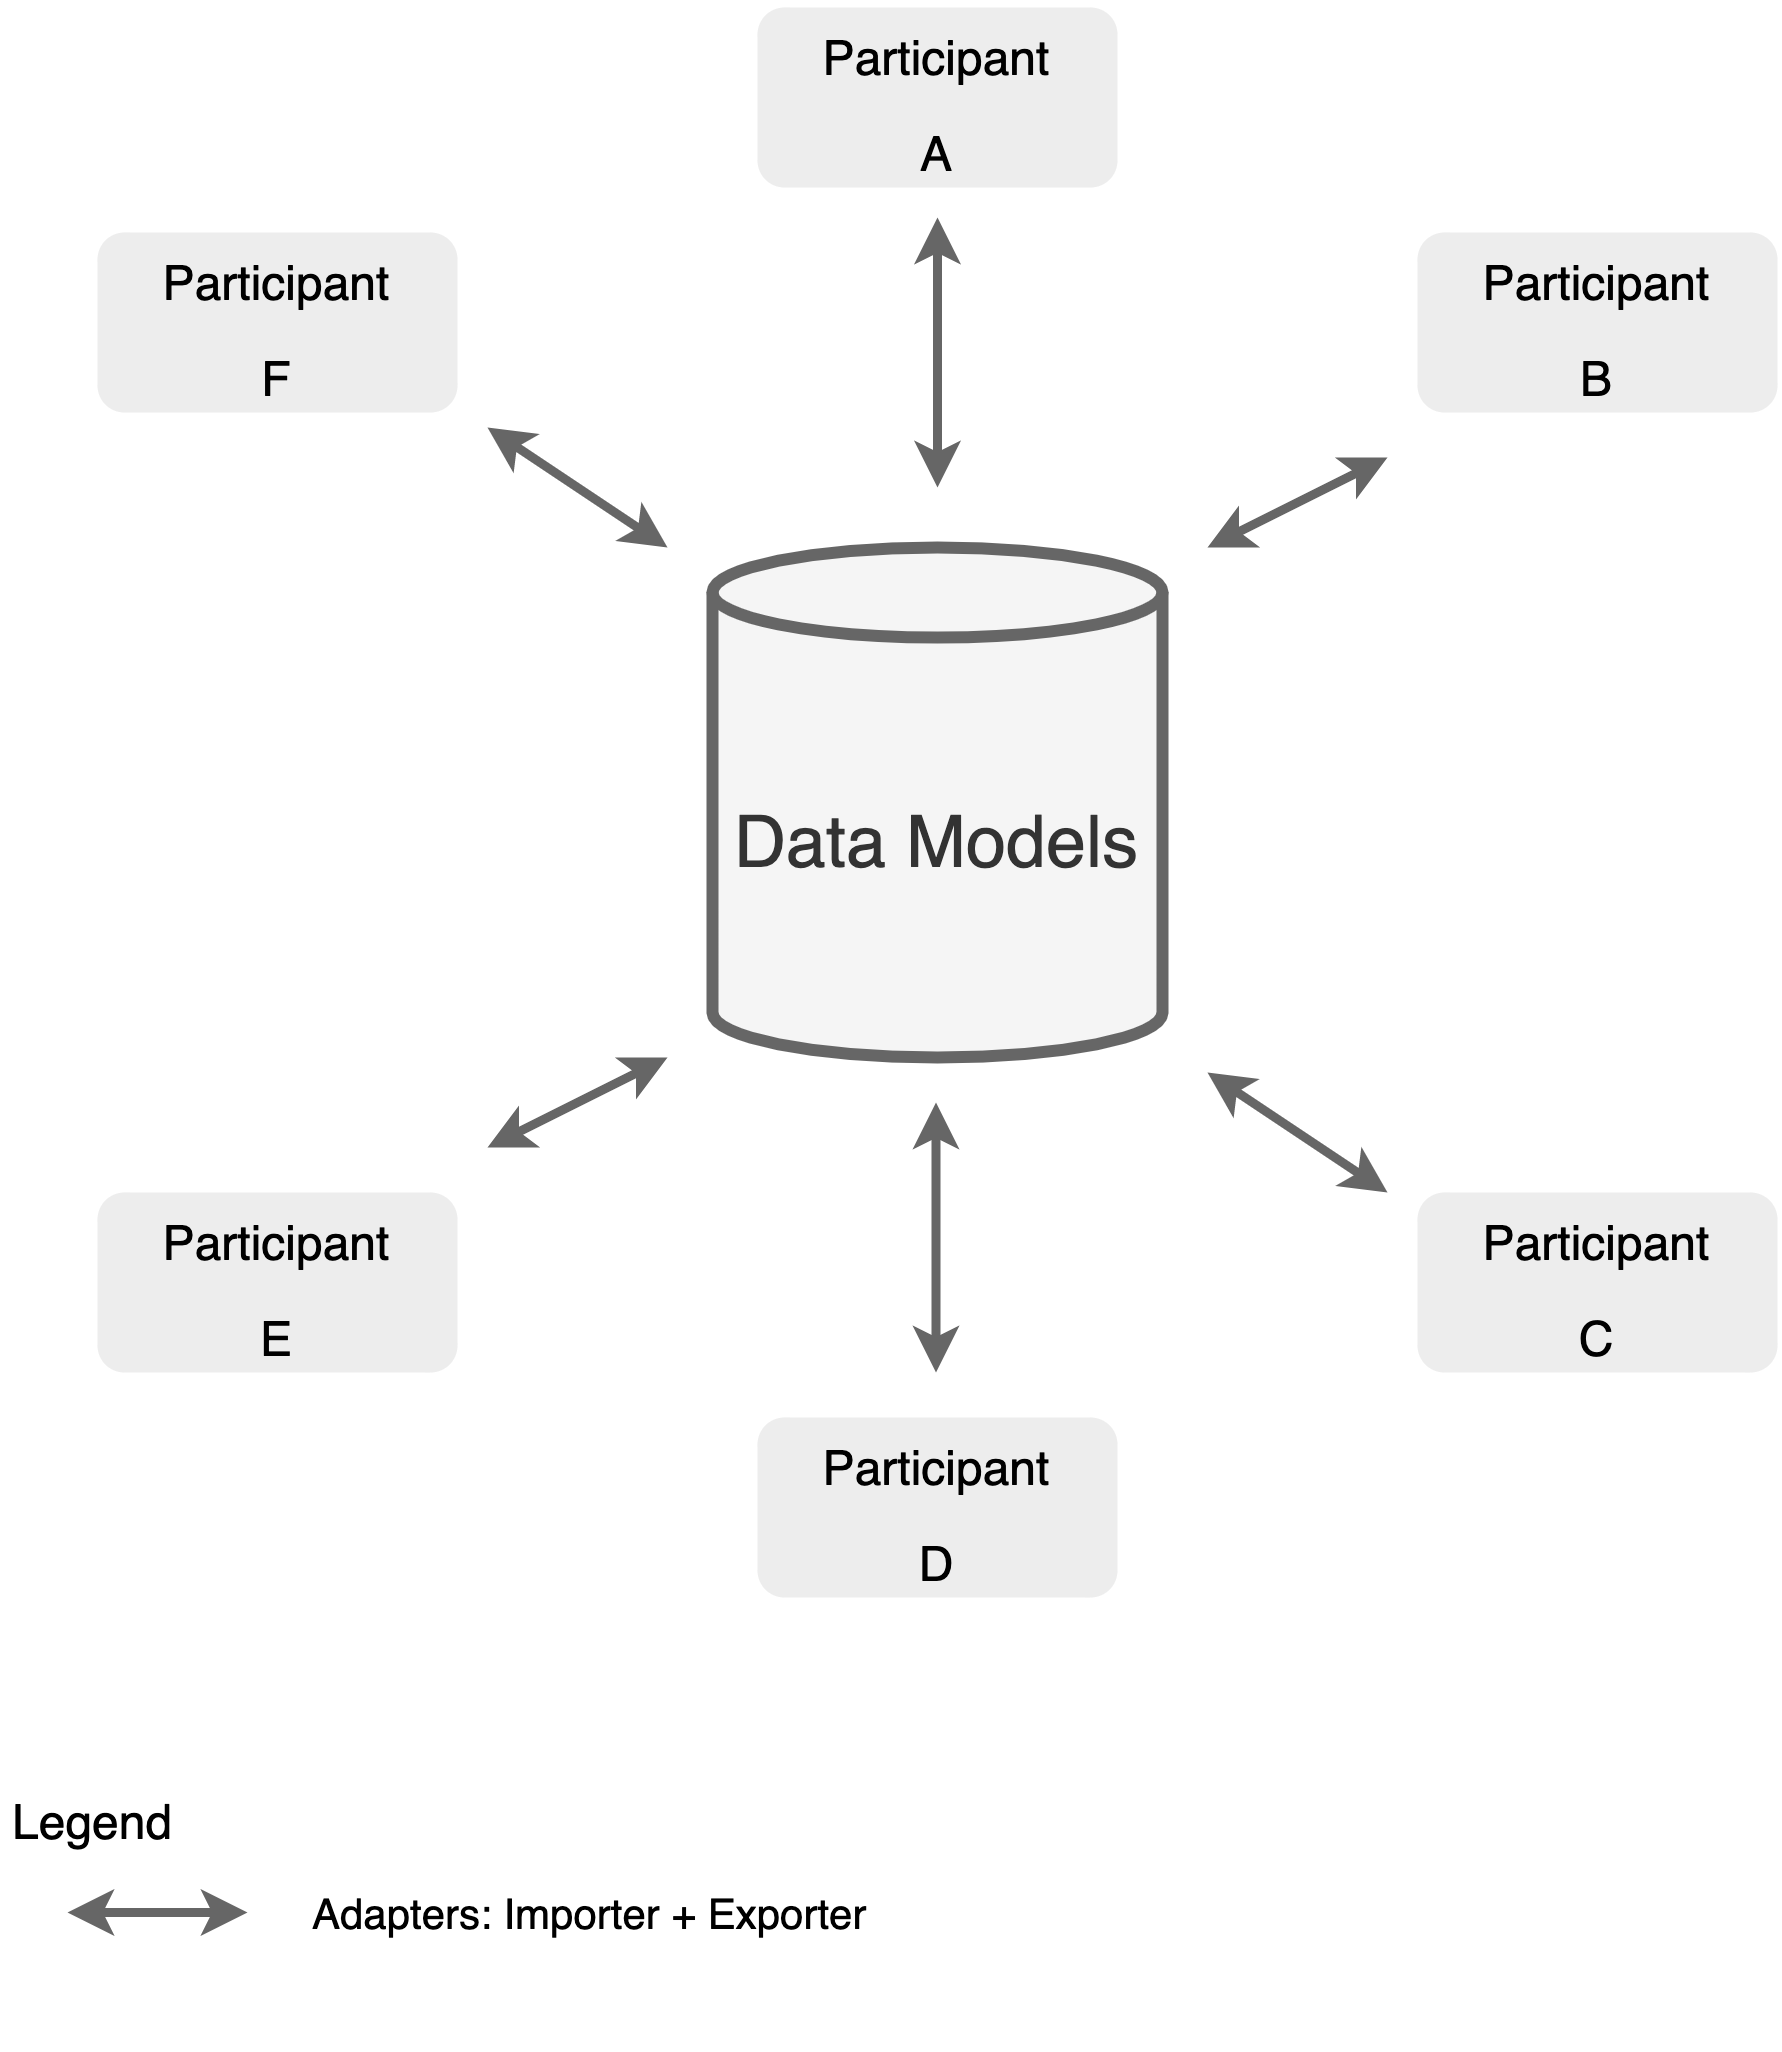 Participant
A
Participant
F
Participant
B
Data Models
Participant
E
Participant
C
Participant
D
Legend
Adapters: Importer + Exporter